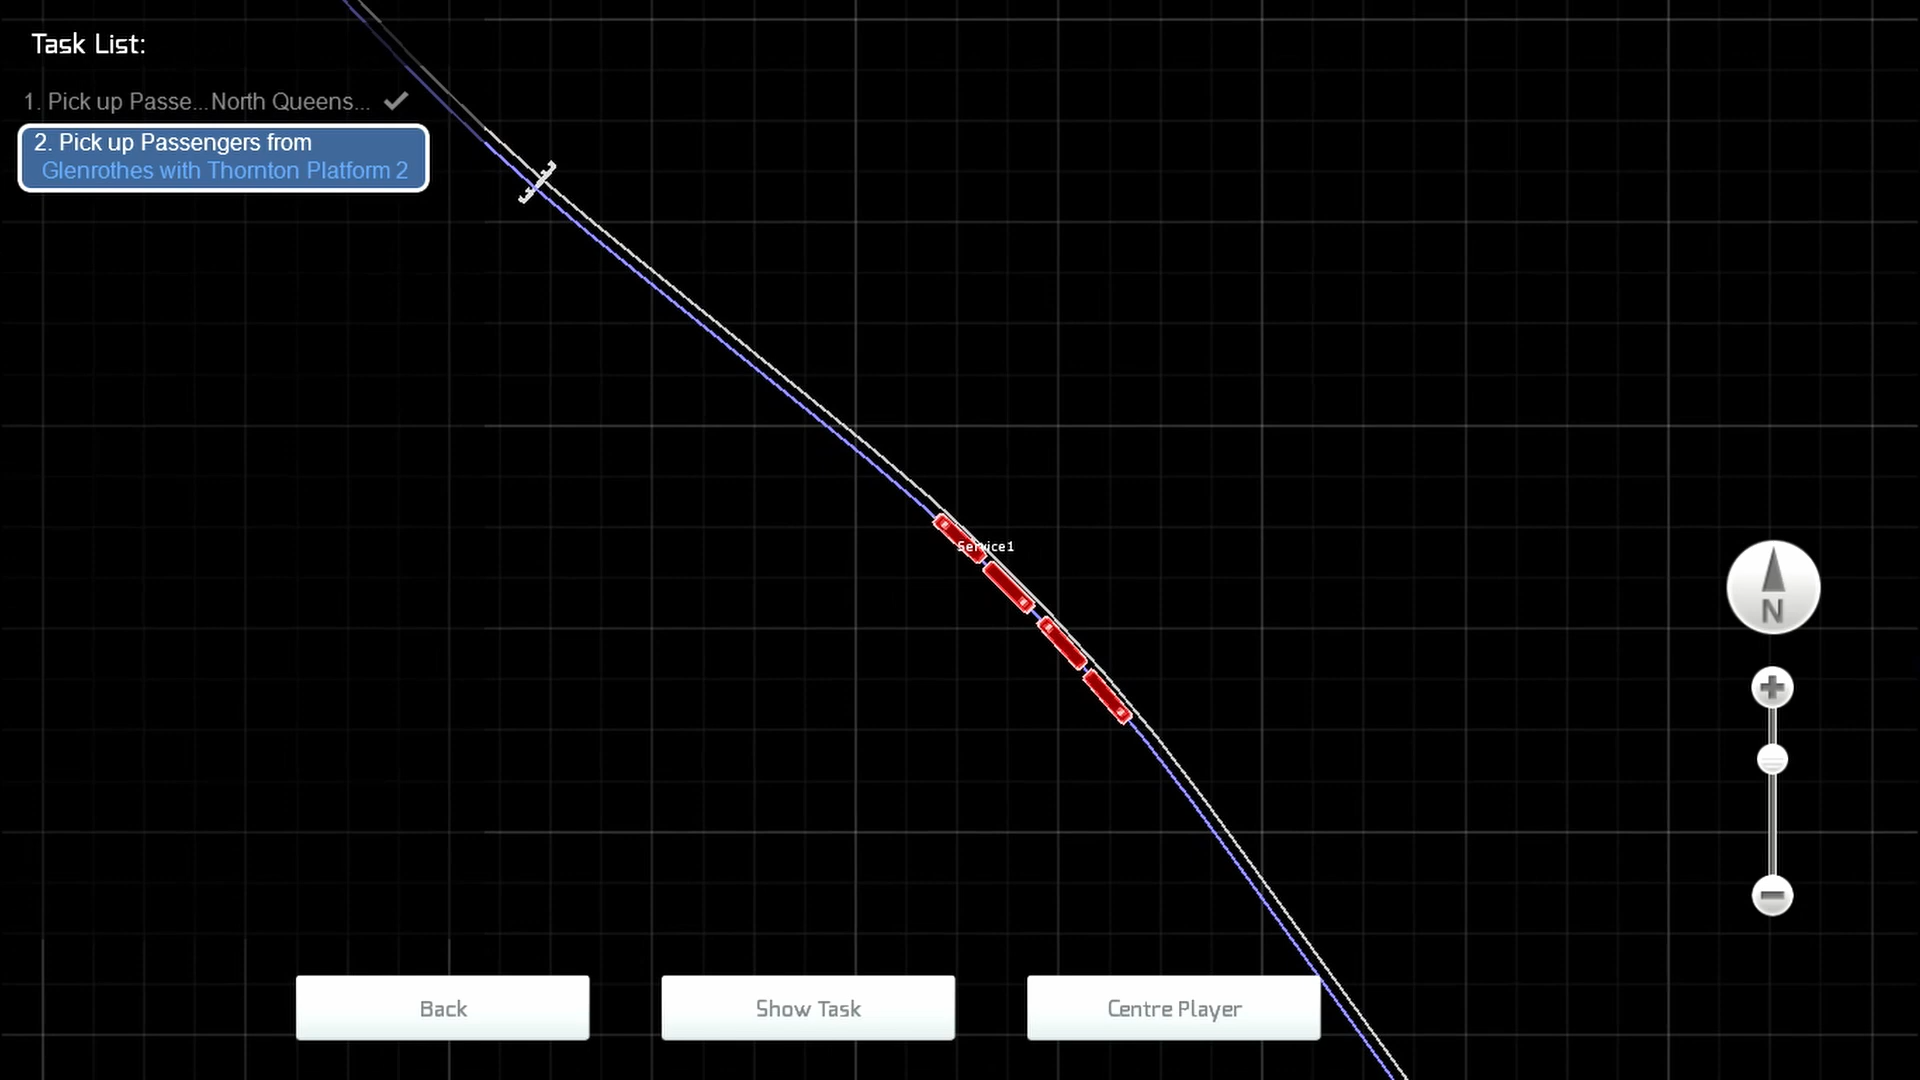 Task List:
1. Pick up Passe...North Queens...
2. Pick up Passengers from
Glenrothes with Thornton Platform 2
Service1
N
Back
Show Task
Centre Player